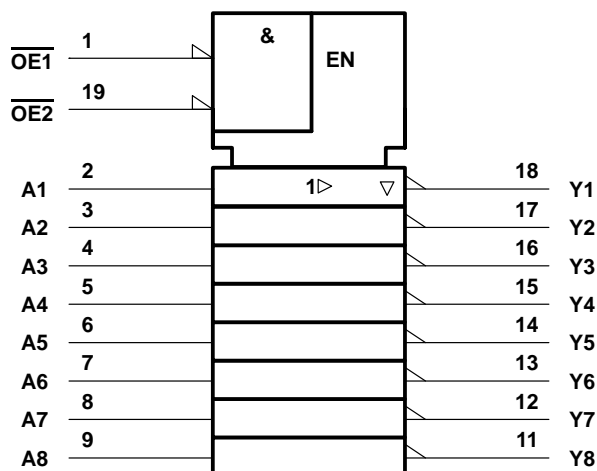 &
EN
OE1 1
OE2 19
A1 2 1 18 Y1
A2 3 17 Y2
A3 4 16 Y3
A4 5 15 Y4
A5 6 14 Y5
A6 7 13 Y6
A7 8 12 Y7
A8 9 11 Y8